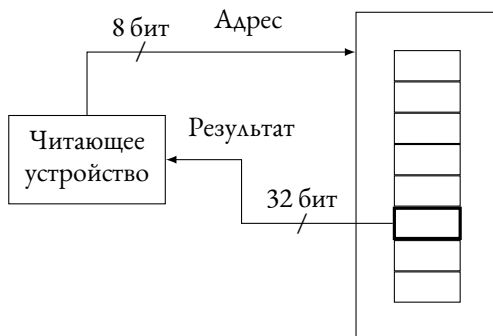 8 бит
Адрес
Читающее
устройство
Результат
32 бит